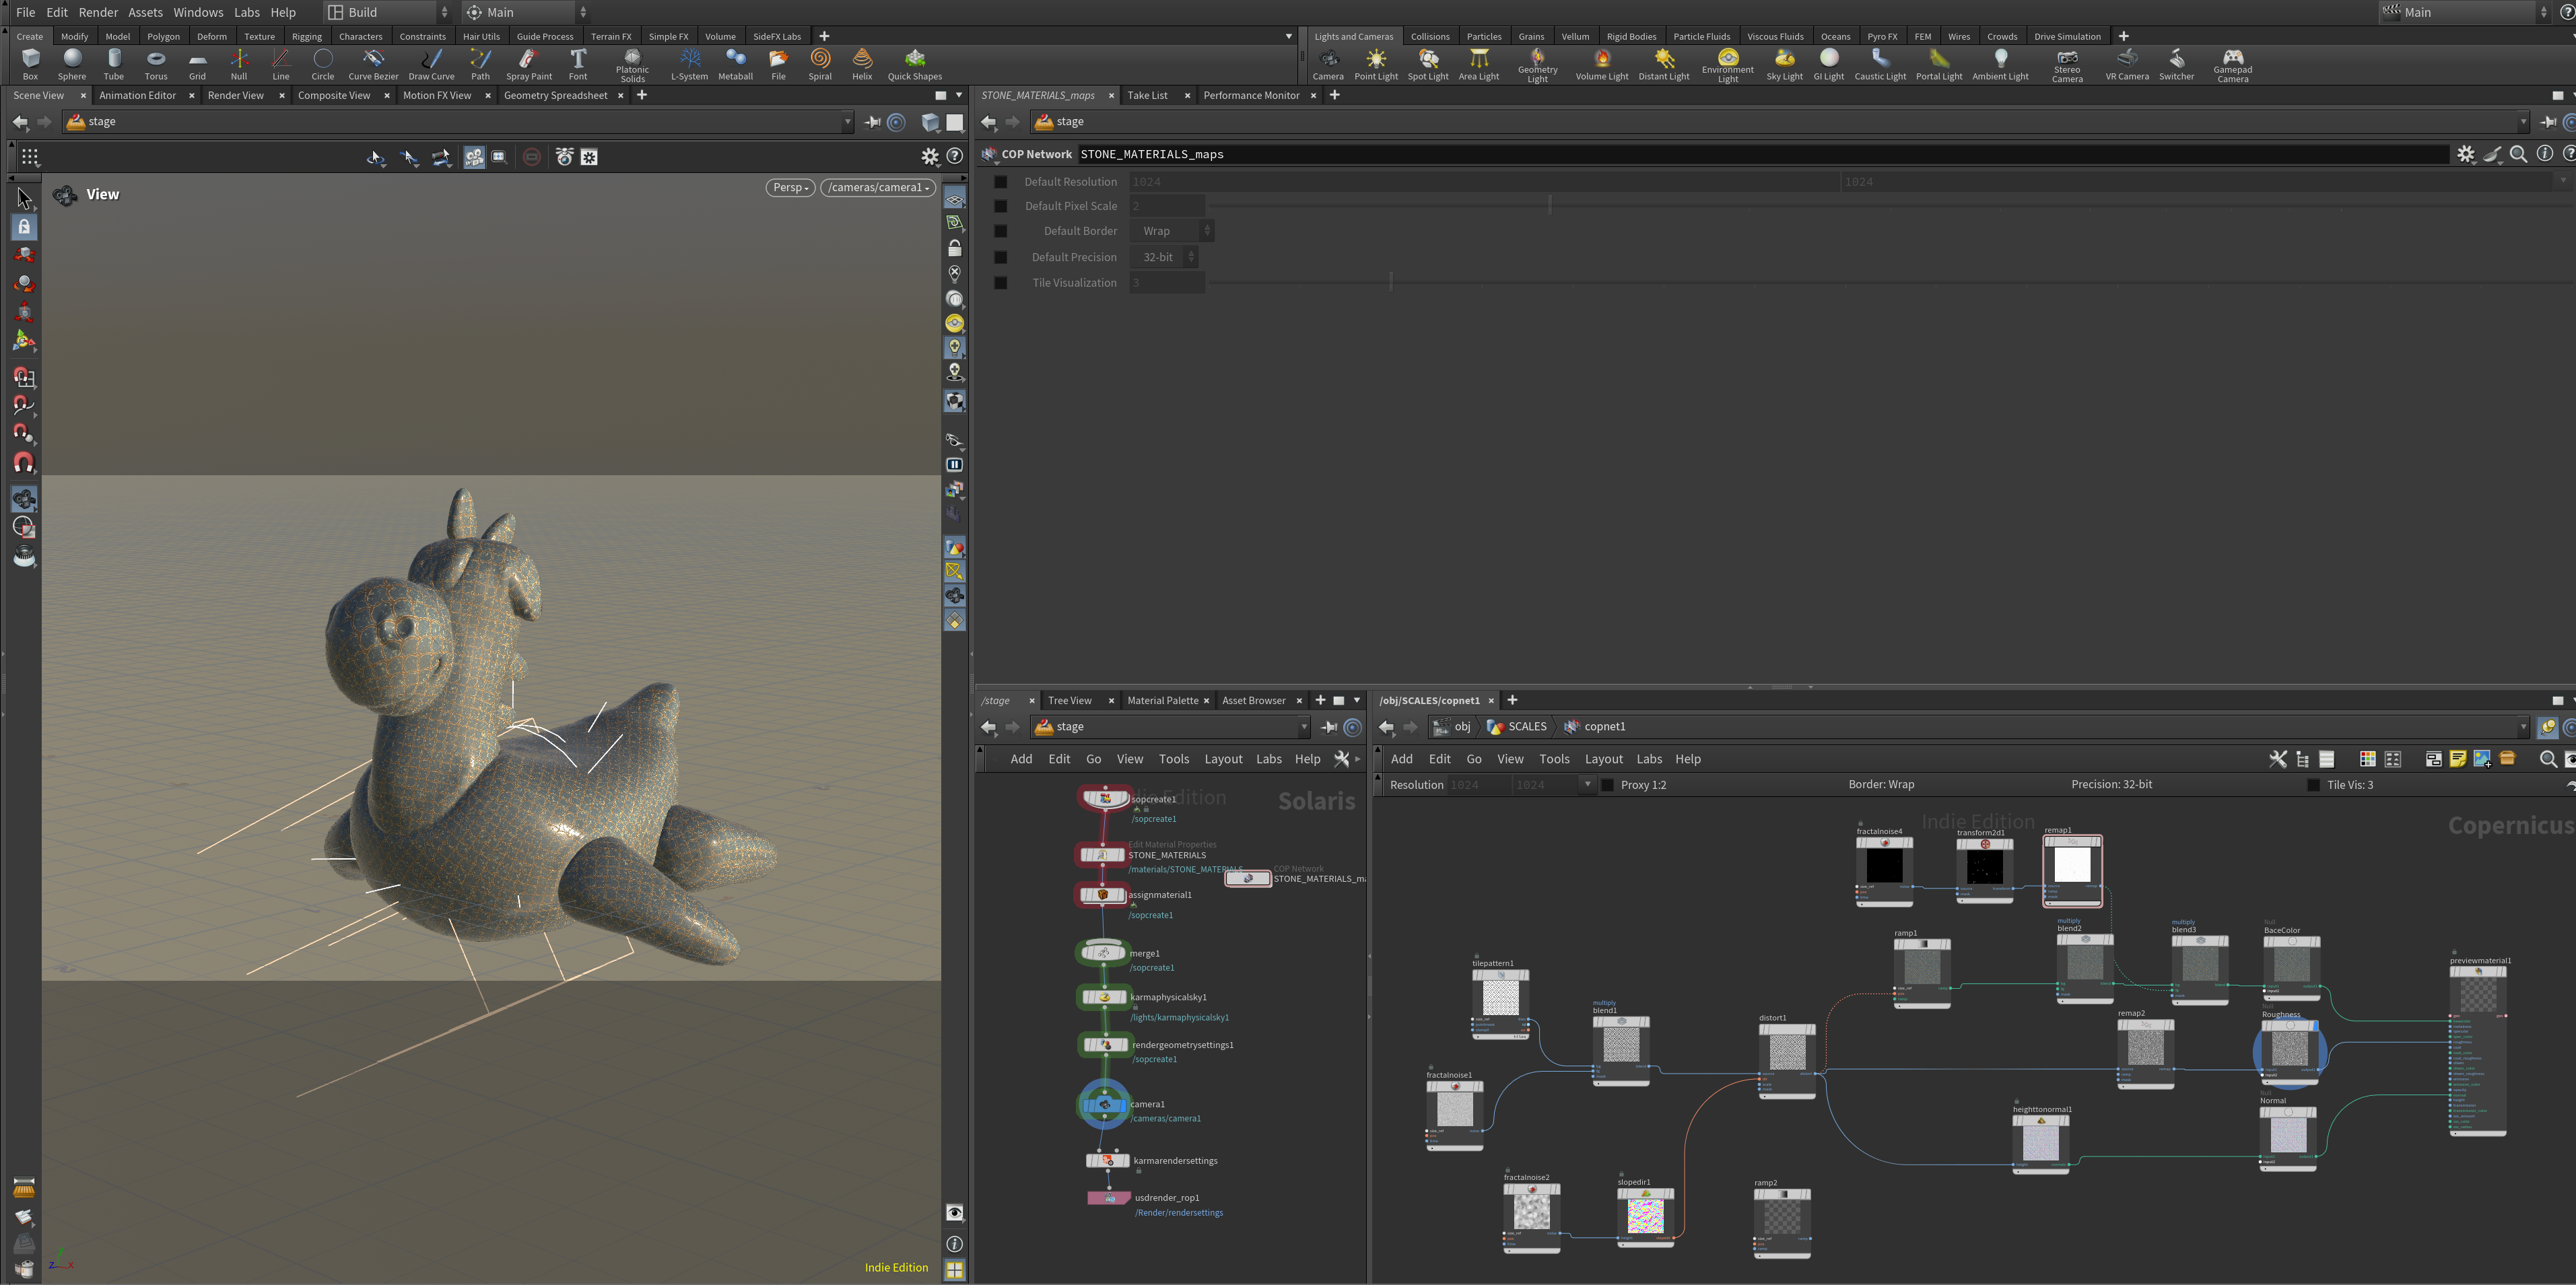 File Edit Render Assets Windows Labs Help Build Main Main
Create Modify Model Polygon Deform Texture Rigging Characters Constraints Hair Utils Guide Process Terrain FX Simple FX Volume SideFX Labs
Lights and Cameras Collisions Particles Grains Vellum Rigid Bodies Particle Fluids Viscous Fluids Oceans Pyro FX FEM Wires Crowds Drive Simulation
Box Sphere Tube Torus Grid Null Line Circle Curve Bezier Draw Curve Path Spray Paint Font Platonic Solids L-System Metaball File Spiral Helix Quick Shapes
Camera Point Light Spot Light Area Light Geometry Light Volume Light Distant Light Environment Light Sky Light GI Light Caustic Light Portal Light Ambient Light Stereo Camera VR Camera Switcher Gamepad Camera
Scene View Animation Editor Render View Composite View Motion FX View Geometry Spreadsheet
STONE_MATERIALS_maps Take List Performance Monitor
stage
stage
COP Network STONE_MATERIALS_maps
Default Resolution 1024 1024
Default Pixel Scale 2
Default Border Wrap
Default Precision 32-bit
Tile Visualization 3
View
Persp /cameras/camera1
Indie Edition
/stage Tree View Material Palette Asset Browser
stage
Add Edit Go View Tools Layout Labs Help
Solaris
sopcreate1
/sopcreate1
Edit Material Properties
STONE_MATERIALS
/materials/STONE_MATERIALS
COP Network
STONE_MATERIALS_ma
assignmaterial1
/sopcreate1
merge1
/sopcreate1
karmaphysicalsky1
/lights/karmaphysicalsky1
rendergeometrysettings1
/sopcreate1
camera1
/cameras/camera1
karmarendersettings
usdrender_rop1
/Render/rendersettings
/obj/SCALES/copnet1
obj SCALES copnet1
Add Edit Go View Tools Layout Labs Help
Resolution 1024 1024 Proxy 1:2 Border: Wrap Precision: 32-bit Tile Vis: 3
Indie Edition
Copernicus
fractalnoise4
transform2d1
remap1
ramp1
multiply
blend2
multiply
blend3
Null
BaceColor
previewmaterial1
tilepattern1
multiply
blend1
distort1
remap2
Null
Roughness
fractalnoise1
heighttonormal1
Null
Normal
fractalnoise2
slopedir1
ramp2